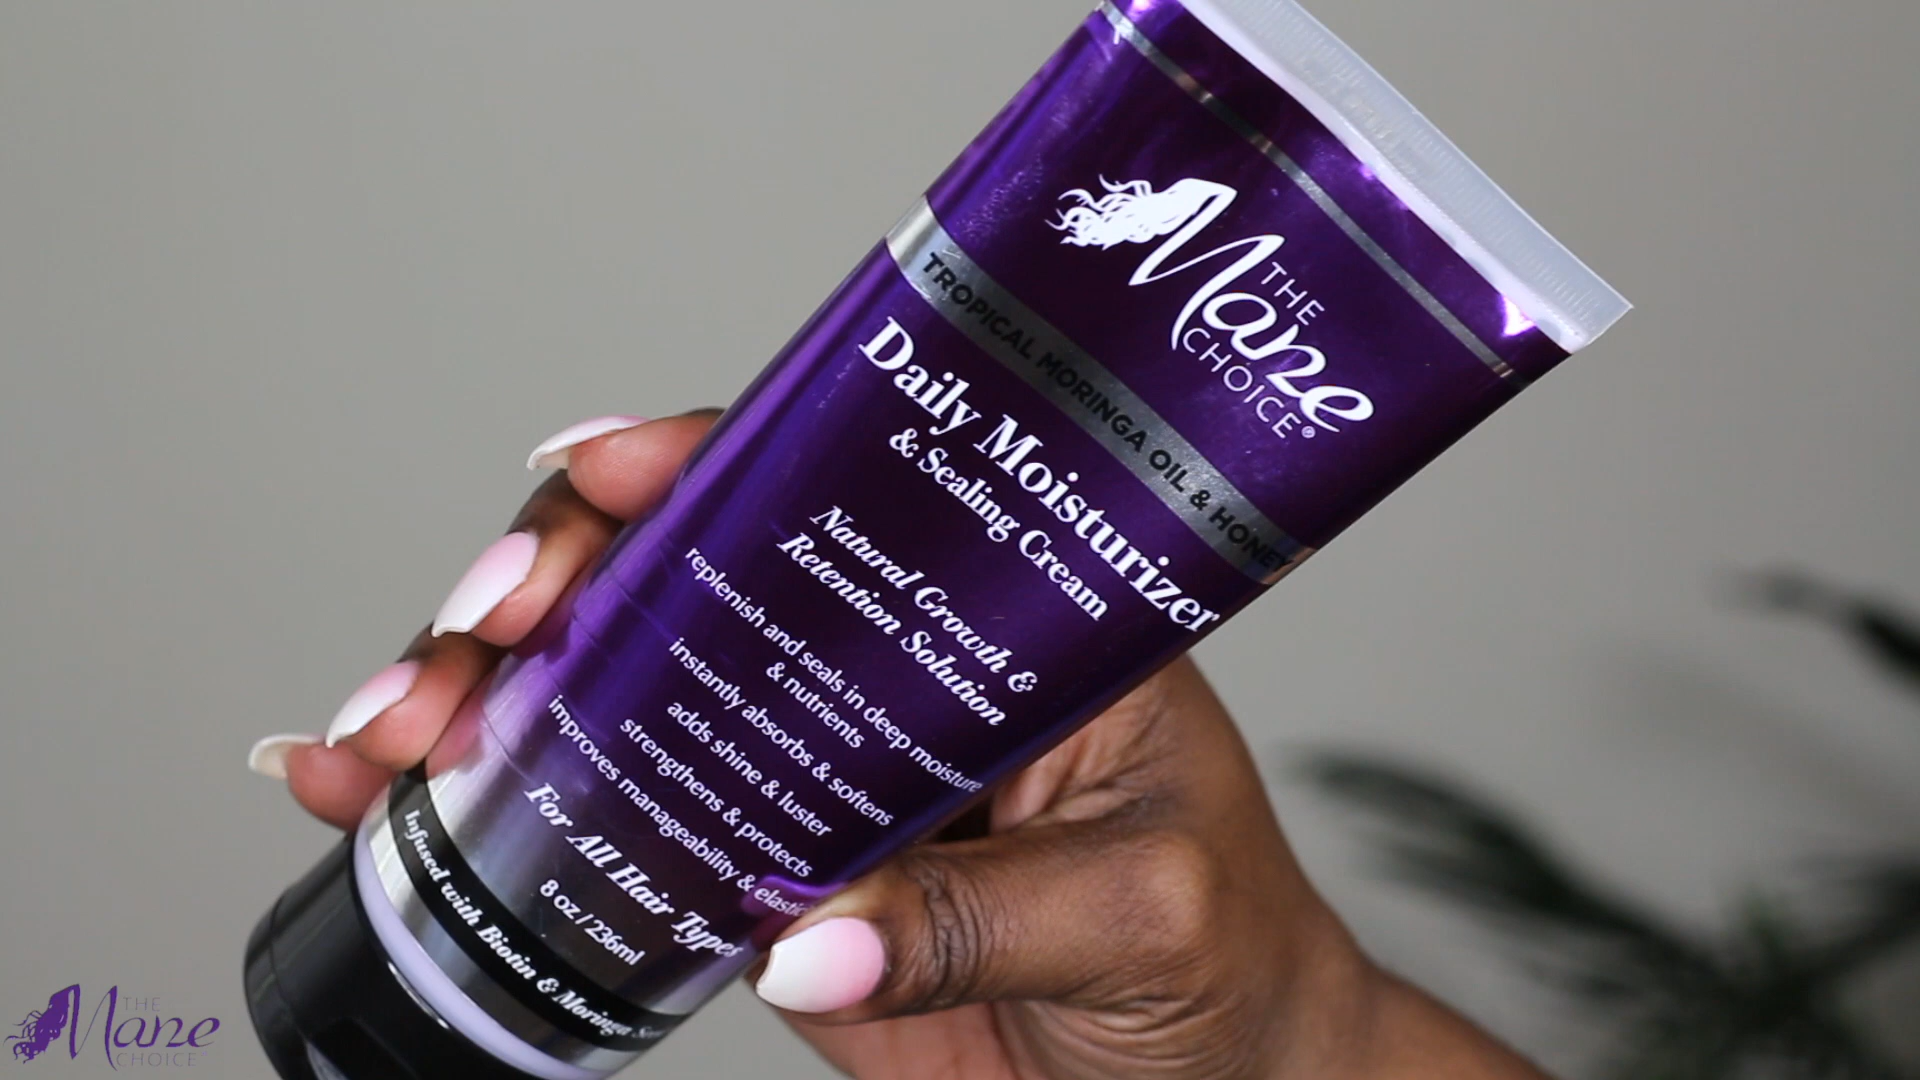 THE
Mane
CHOICE®
TROPICAL MORINGA OIL & HONEY
Daily Moisturizer
& Sealing Cream
Natural Growth &
Retention Solution
replenish and seals in deep moisture
& nutrients
instantly absorbs & softens
adds shine & luster
strengthens & protects
improves manageability &
For All Hair Types
8 oz / 236ml
Infused with Biotin & Moringa
THE
Mane
CHOICE